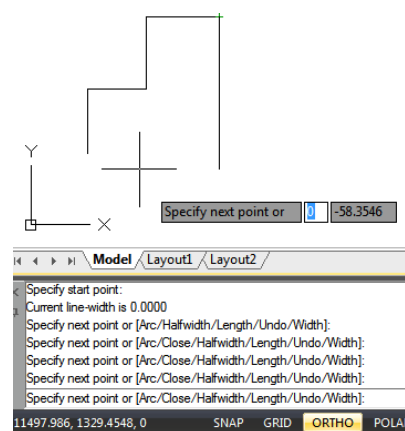 Y
X
Specify next point or 0 -58.3546
Model Layout1 Layout2
Specify start point:
Current line-width is 0.0000
Specify next point or [Arc/Halfwidth/Length/Undo/Width]:
Specify next point or [Arc/Close/Halfwidth/Length/Undo/Width]:
Specify next point or [Arc/Close/Halfwidth/Length/Undo/Width]:
Specify next point or [Arc/Close/Halfwidth/Length/Undo/Width]:
Specify next point or [Arc/Close/Halfwidth/Length/Undo/Width]:
11497.986, 1329.4548, 0 SNAP GRID ORTHO POLA